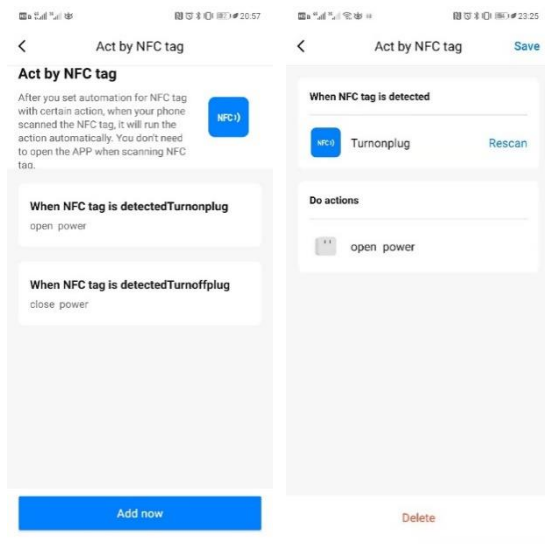 20:57
Act by NFC tag
Act by NFC tag
After you set automation for NFC tag
with certain action, when your phone
scanned the NFC tag, it will run the
action automatically. You don't need
to open the APP when scanning NFC
tag.
NFC
When NFC tag is detectedTurnonplug
open power
When NFC tag is detectedTurnoffplug
close power
Add now
23:25
Act by NFC tag
Save
When NFC tag is detected
NFC
Turnonplug
Rescan
Do actions
open power
Delete